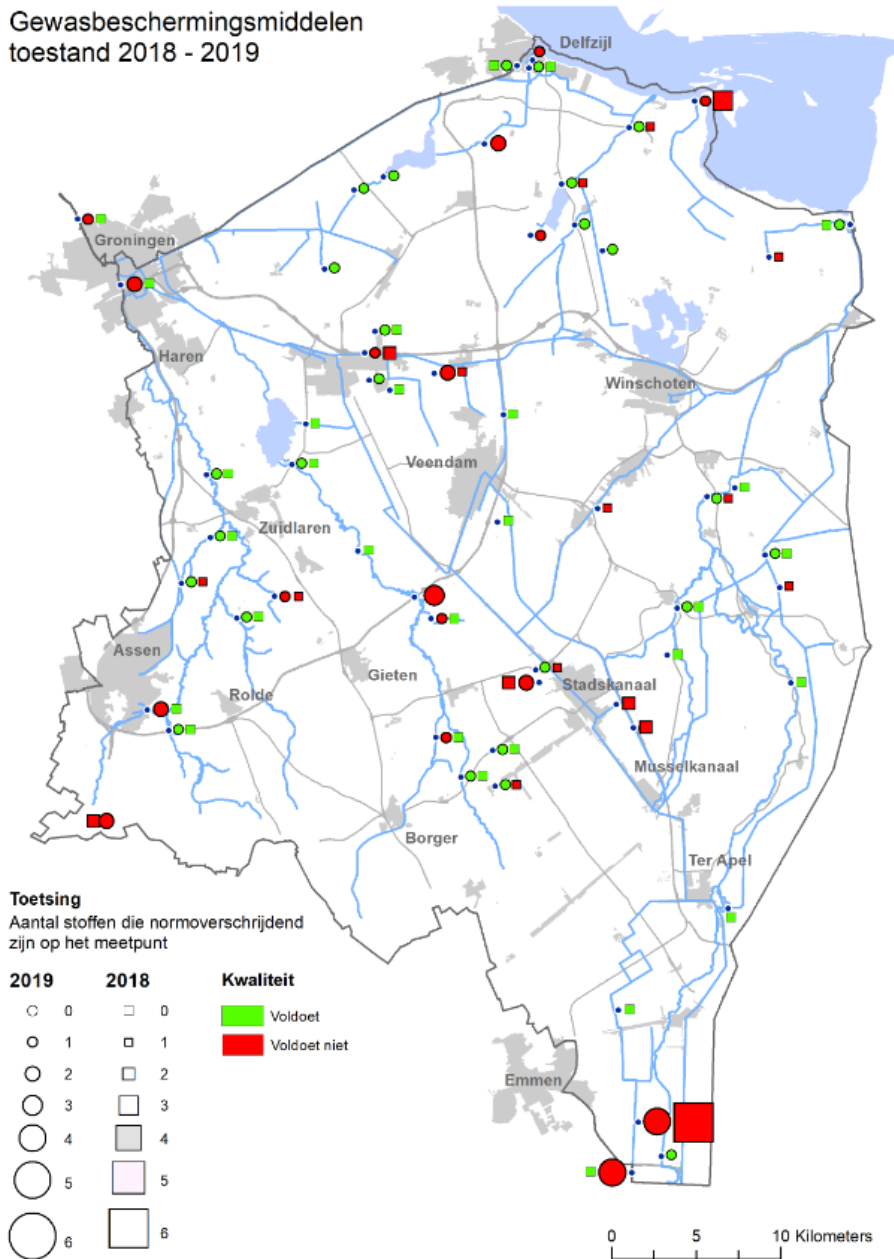 Gewasbeschermingsmiddelen
toestand 2018 - 2019
Delfzijl
Groningen
Haren
Winschoten
Veendam
Zuidlaren
Assen
Gieten
Rolde
Stadskanaal
Musselkanaal
Borger
Ter Apel
Emmen
Toetsing
Aantal stoffen die normoverschrijdend
zijn op het meetpunt
2019 2018 Kwaliteit
0 0 Voldoet
1 1 Voldoet niet
2 2
3 3
4 4
5 5
6 6
0 5 10 Kilometers